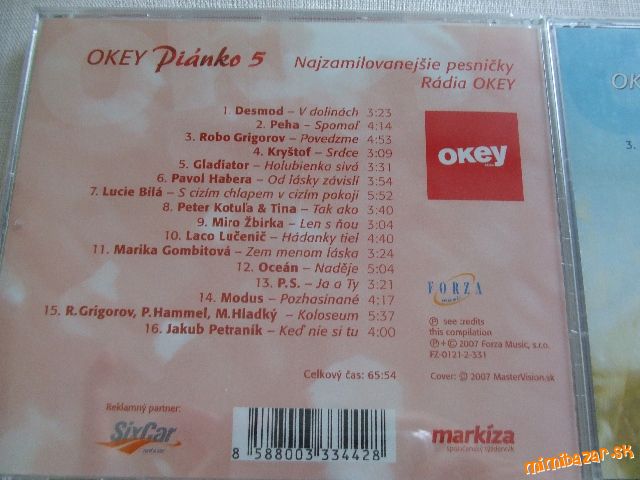 OKEY Piánko 5
Najzamilovanejšie pesničky
Rádia OKEY
1. Desmod – V dolinách 3:23
2. Peha – Spomaľ 4:14
3. Robo Grigorov – Povedzme 4:53
4. Kryštof – Srdce 3:09
5. Gladiator – Holubienko sivá 3:31
6. Pavol Habera – Od lásky závislí 3:54
7. Lucie Bílá – S cizím chlapem v cizím pokoji 5:52
8. Peter Kotuľa & Tina – Tak ako 3:40
9. Miro Žbirka – Len s ňou 3:04
10. Laco Lučenič – Hádanky tiel 4:40
11. Marika Gombitová – Zem menom láska 3:24
12. Oceán – Naděje 5:04
13. P.S. – Ja a Ty 3:21
14. Modus – Pozhasínané 4:17
15. R.Grigorov, P.Hammel, M.Hladký – Koloseum 5:37
16. Jakub Petraník – Keď nie si tu 4:00
Celkový čas: 65:54
OKey
FORZA
music
Ⓟ see credits
this compilation
Ⓟ+© 2007 Forza Music, s.r.o.
FZ-0121-2-331
Cover: © 2007 MasterVision.sk
Reklamný partner:
SixCar
8 588003 334428
markíza
spoločenský týždenník
3.
mimibazar.sk